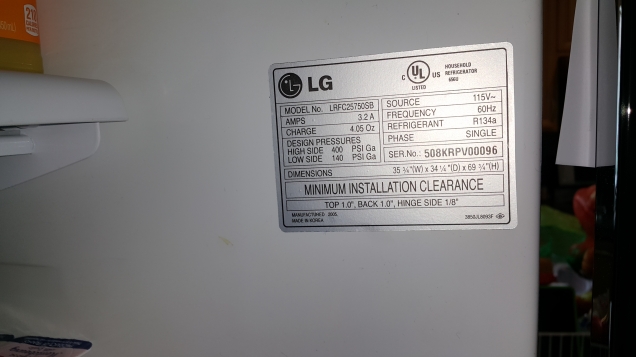 LG
C UL US
LISTED
HOUSEHOLD
REFRIGERATOR
MODEL No. LRFC25750SB
AMPS 3.2 A
CHARGE 4.05 Oz
DESIGN PRESSURES
HIGH SIDE 400 PSI Ga
LOW SIDE 140 PSI Ga
SOURCE 115V~
FREQUENCY 60Hz
REFRIGERANT R134a
PHASE SINGLE
SER.No.: 508KRPV00096
DIMENSIONS 35 ¾"(W) x 34 ¼"(D) x 69 ¾"(H)
MINIMUM INSTALLATION CLEARANCE
TOP 1.0", BACK 1.0", HINGE SIDE 1/8"
MANUFACTURED 2005.
MADE IN KOREA